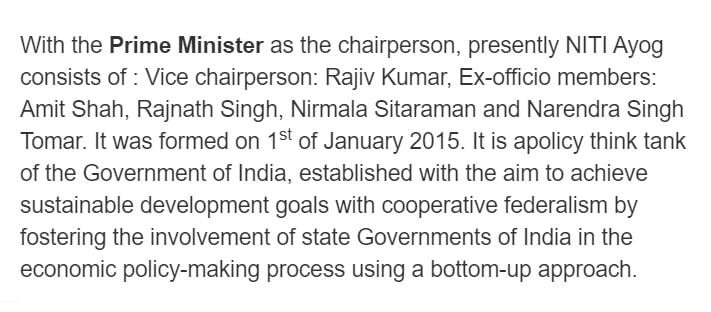 With the Prime Minister as the chairperson, presently NITI Ayog
consists of : Vice chairperson: Rajiv Kumar, Ex-officio members:
Amit Shah, Rajnath Singh, Nirmala Sitaraman and Narendra Singh
Tomar. It was formed on 1st of January 2015. It is apolicy think tank
of the Government of India, established with the aim to achieve
sustainable development goals with cooperative federalism by
fostering the involvement of state Governments of India in the
economic policy-making process using a bottom-up approach.